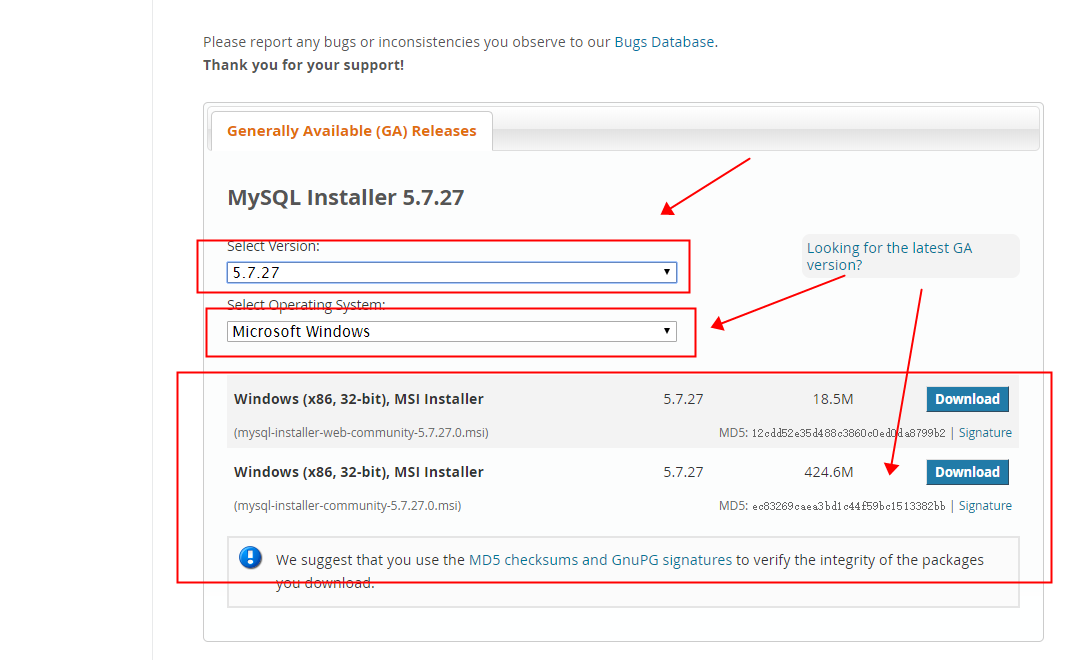 Please report any bugs or inconsistencies you observe to our Bugs Database.
Thank you for your support!
Generally Available (GA) Releases
MySQL Installer 5.7.27
Select Version:
5.7.27
Looking for the latest GA
version?
Select Operating System:
Microsoft Windows
Windows (x86, 32-bit), MSI Installer 5.7.27 18.5M Download
(mysql-installer-web-community-5.7.27.0.msi) MD5: 12cdd52e35d488c3860c0ed0da8799b2 | Signature
Windows (x86, 32-bit), MSI Installer 5.7.27 424.6M Download
(mysql-installer-community-5.7.27.0.msi) MD5: ec83269caea3bd1c44f59bc1513382bb | Signature
We suggest that you use the MD5 checksums and GnuPG signatures to verify the integrity of the packages
you download.